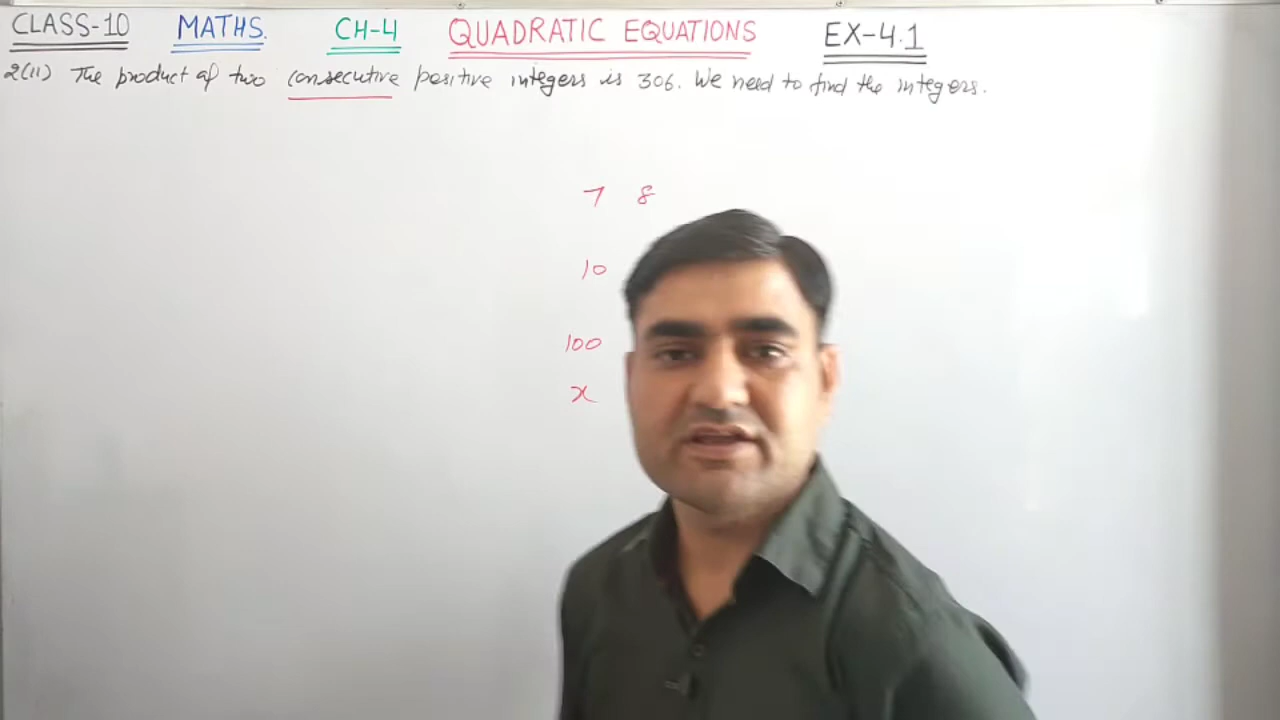 CLASS-10 MATHS. CH-4 QUADRATIC EQUATIONS EX-4.1
2(ii) The product of two consecutive positive integers is 306. We need to find the integers.
7 8
10
100
x